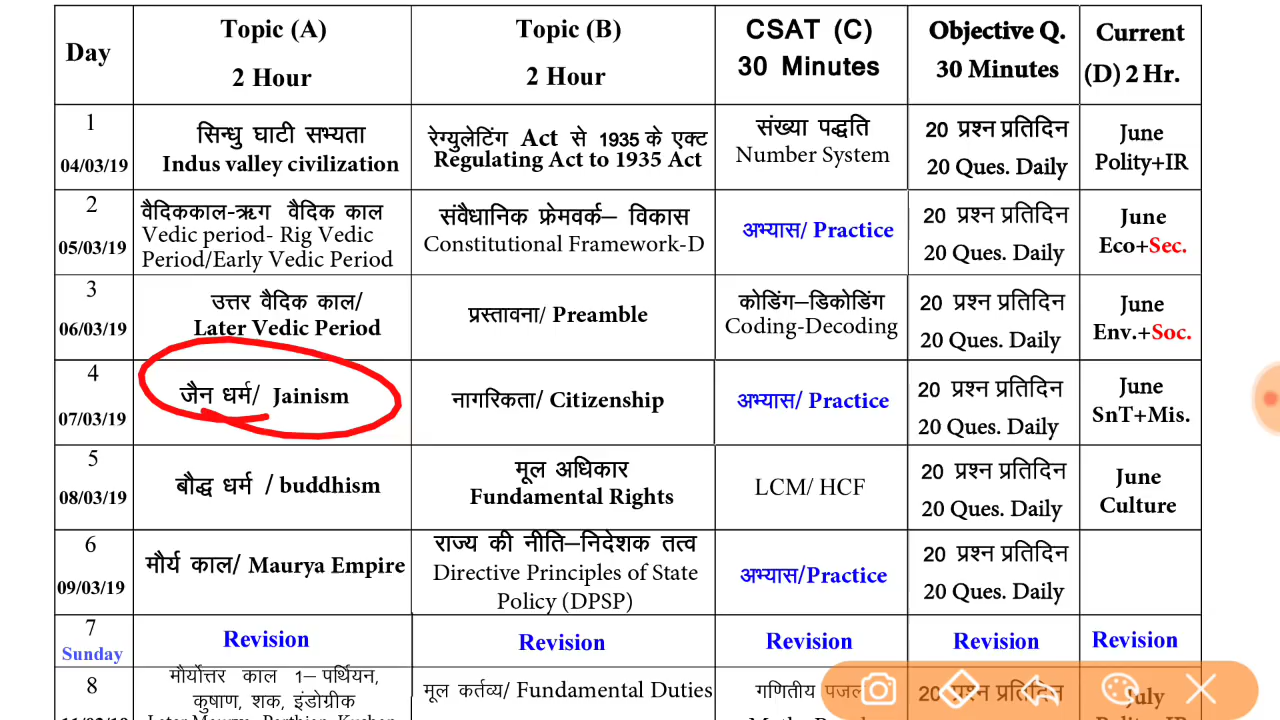 Day
Topic (A)
2 Hour
Topic (B)
2 Hour
CSAT (C)
30 Minutes
Objective Q.
30 Minutes
Current
(D) 2 Hr.
1
04/03/19
सिन्धु घाटी सभ्यता
Indus valley civilization
रेग्युलेटिंग Act से 1935 के एक्ट
Regulating Act to 1935 Act
संख्या पद्धति
Number System
20 प्रश्न प्रतिदिन
20 Ques. Daily
June
Polity+IR
2
05/03/19
वैदिककाल-ऋग वैदिक काल
Vedic period- Rig Vedic
Period/Early Vedic Period
संवैधानिक फ्रेमवर्क– विकास
Constitutional Framework-D
अभ्यास/ Practice
20 प्रश्न प्रतिदिन
20 Ques. Daily
June
Eco+Sec.
3
06/03/19
उत्तर वैदिक काल/
Later Vedic Period
प्रस्तावना/ Preamble
कोडिंग–डिकोडिंग
Coding-Decoding
20 प्रश्न प्रतिदिन
20 Ques. Daily
June
Env.+Soc.
4
07/03/19
जैन धर्म/ Jainism
नागरिकता/ Citizenship
अभ्यास/ Practice
20 प्रश्न प्रतिदिन
20 Ques. Daily
June
SnT+Mis.
5
08/03/19
बौद्ध धर्म / buddhism
मूल अधिकार
Fundamental Rights
LCM/ HCF
20 प्रश्न प्रतिदिन
20 Ques. Daily
June
Culture
6
09/03/19
मौर्य काल/ Maurya Empire
राज्य की नीति–निदेशक तत्व
Directive Principles of State
Policy (DPSP)
अभ्यास/Practice
20 प्रश्न प्रतिदिन
20 Ques. Daily
7
Sunday
Revision
Revision
Revision
Revision
Revision
8
मौर्योत्तर काल 1– पर्थियन,
कुषाण, शक, इंडोग्रीक
मूल कर्तव्य/ Fundamental Duties
गणितीय
20 प्रश्न प्रतिदिन
July